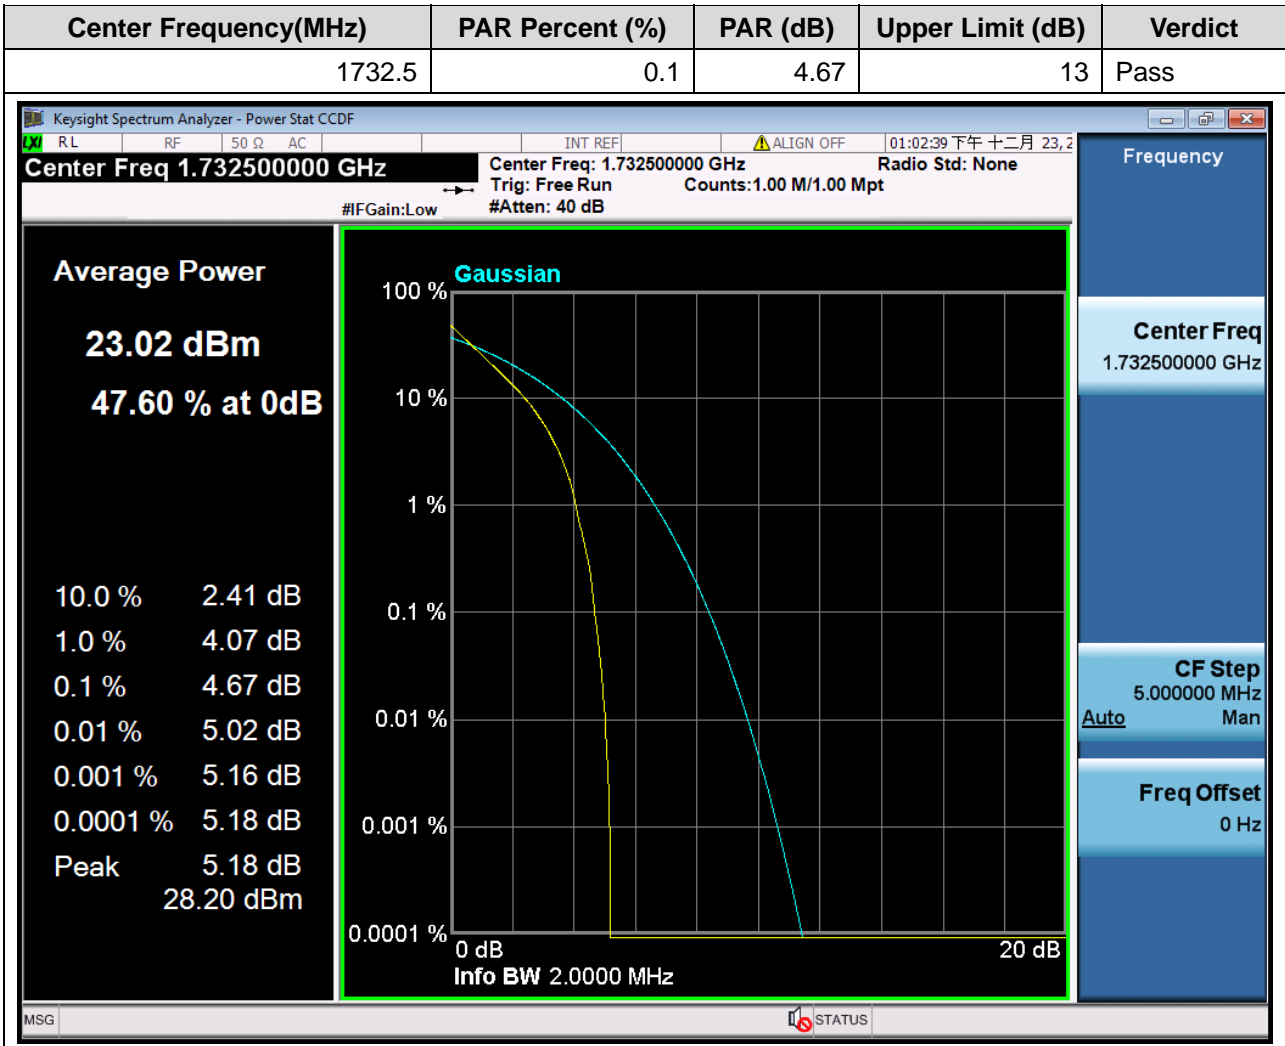 Center Frequency(MHz) PAR Percent (%) PAR (dB) Upper Limit (dB) Verdict
1732.5 0.1 4.67 13 Pass
Keysight Spectrum Analyzer - Power Stat CCDF
LXI RL RF 50 Ω AC INT REF ALIGN OFF 01:02:39 下午 十二月 23, 2
Center Freq 1.732500000 GHz
Center Freq: 1.732500000 GHz Radio Std: None
Trig: Free Run Counts:1.00 M/1.00 Mpt
#IFGain:Low #Atten: 40 dB
Frequency
Average Power
23.02 dBm
47.60 % at 0dB
10.0 % 2.41 dB
1.0 % 4.07 dB
0.1 % 4.67 dB
0.01 % 5.02 dB
0.001 % 5.16 dB
0.0001 % 5.18 dB
Peak 5.18 dB
28.20 dBm
Gaussian
100 %
10 %
1 %
0.1 %
0.01 %
0.001 %
0.0001 %
0 dB 20 dB
Info BW 2.0000 MHz
Center Freq
1.732500000 GHz
CF Step
5.000000 MHz
Auto Man
Freq Offset
0 Hz
MSG STATUS